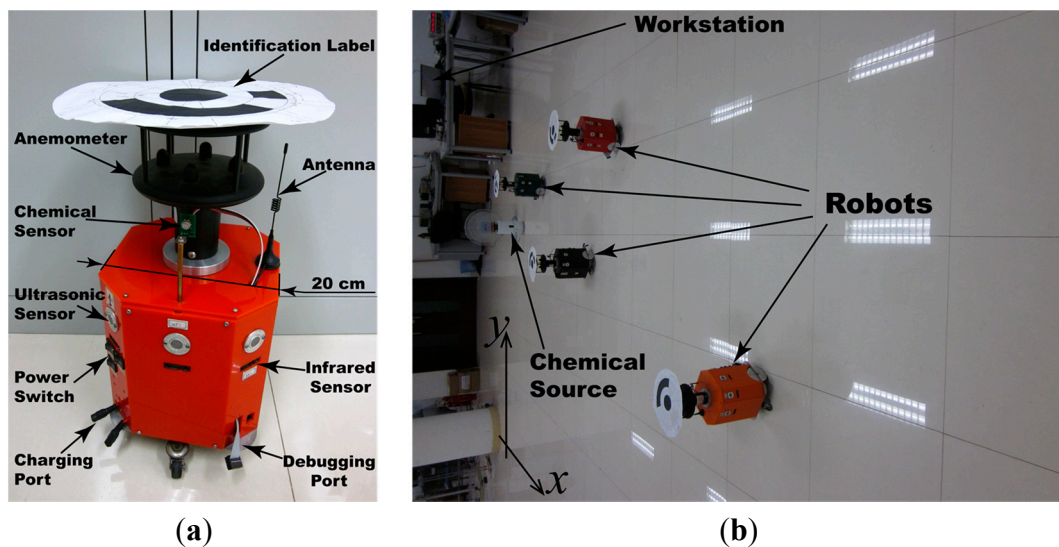 Identification Label
Anemometer
Antenna
Chemical
Sensor
20 cm
Ultrasonic
Sensor
Power
Switch
Infrared
Sensor
Charging
Port
Debugging
Port
(a)
Workstation
Robots
Chemical
Source
y
x
(b)